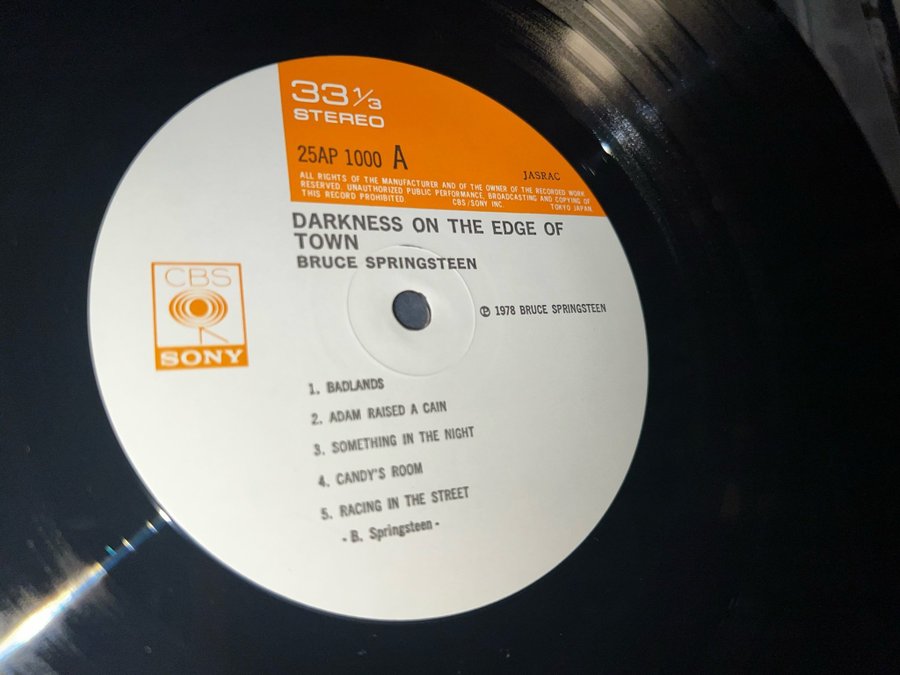 33 1/3
STEREO
25AP 1000 A
JASRAC
ALL RIGHTS OF THE MANUFACTURER AND OF THE OWNER OF THE RECORDED WORK
RESERVED. UNAUTHORIZED PUBLIC PERFORMANCE, BROADCASTING AND COPYING OF
THIS RECORD PROHIBITED. CBS/SONY INC. TOKYO JAPAN.
DARKNESS ON THE EDGE OF
TOWN
BRUCE SPRINGSTEEN
CBS
SONY
℗ 1978 BRUCE SPRINGSTEEN
1. BADLANDS
2. ADAM RAISED A CAIN
3. SOMETHING IN THE NIGHT
4. CANDY'S ROOM
5. RACING IN THE STREET
- B. Springsteen -